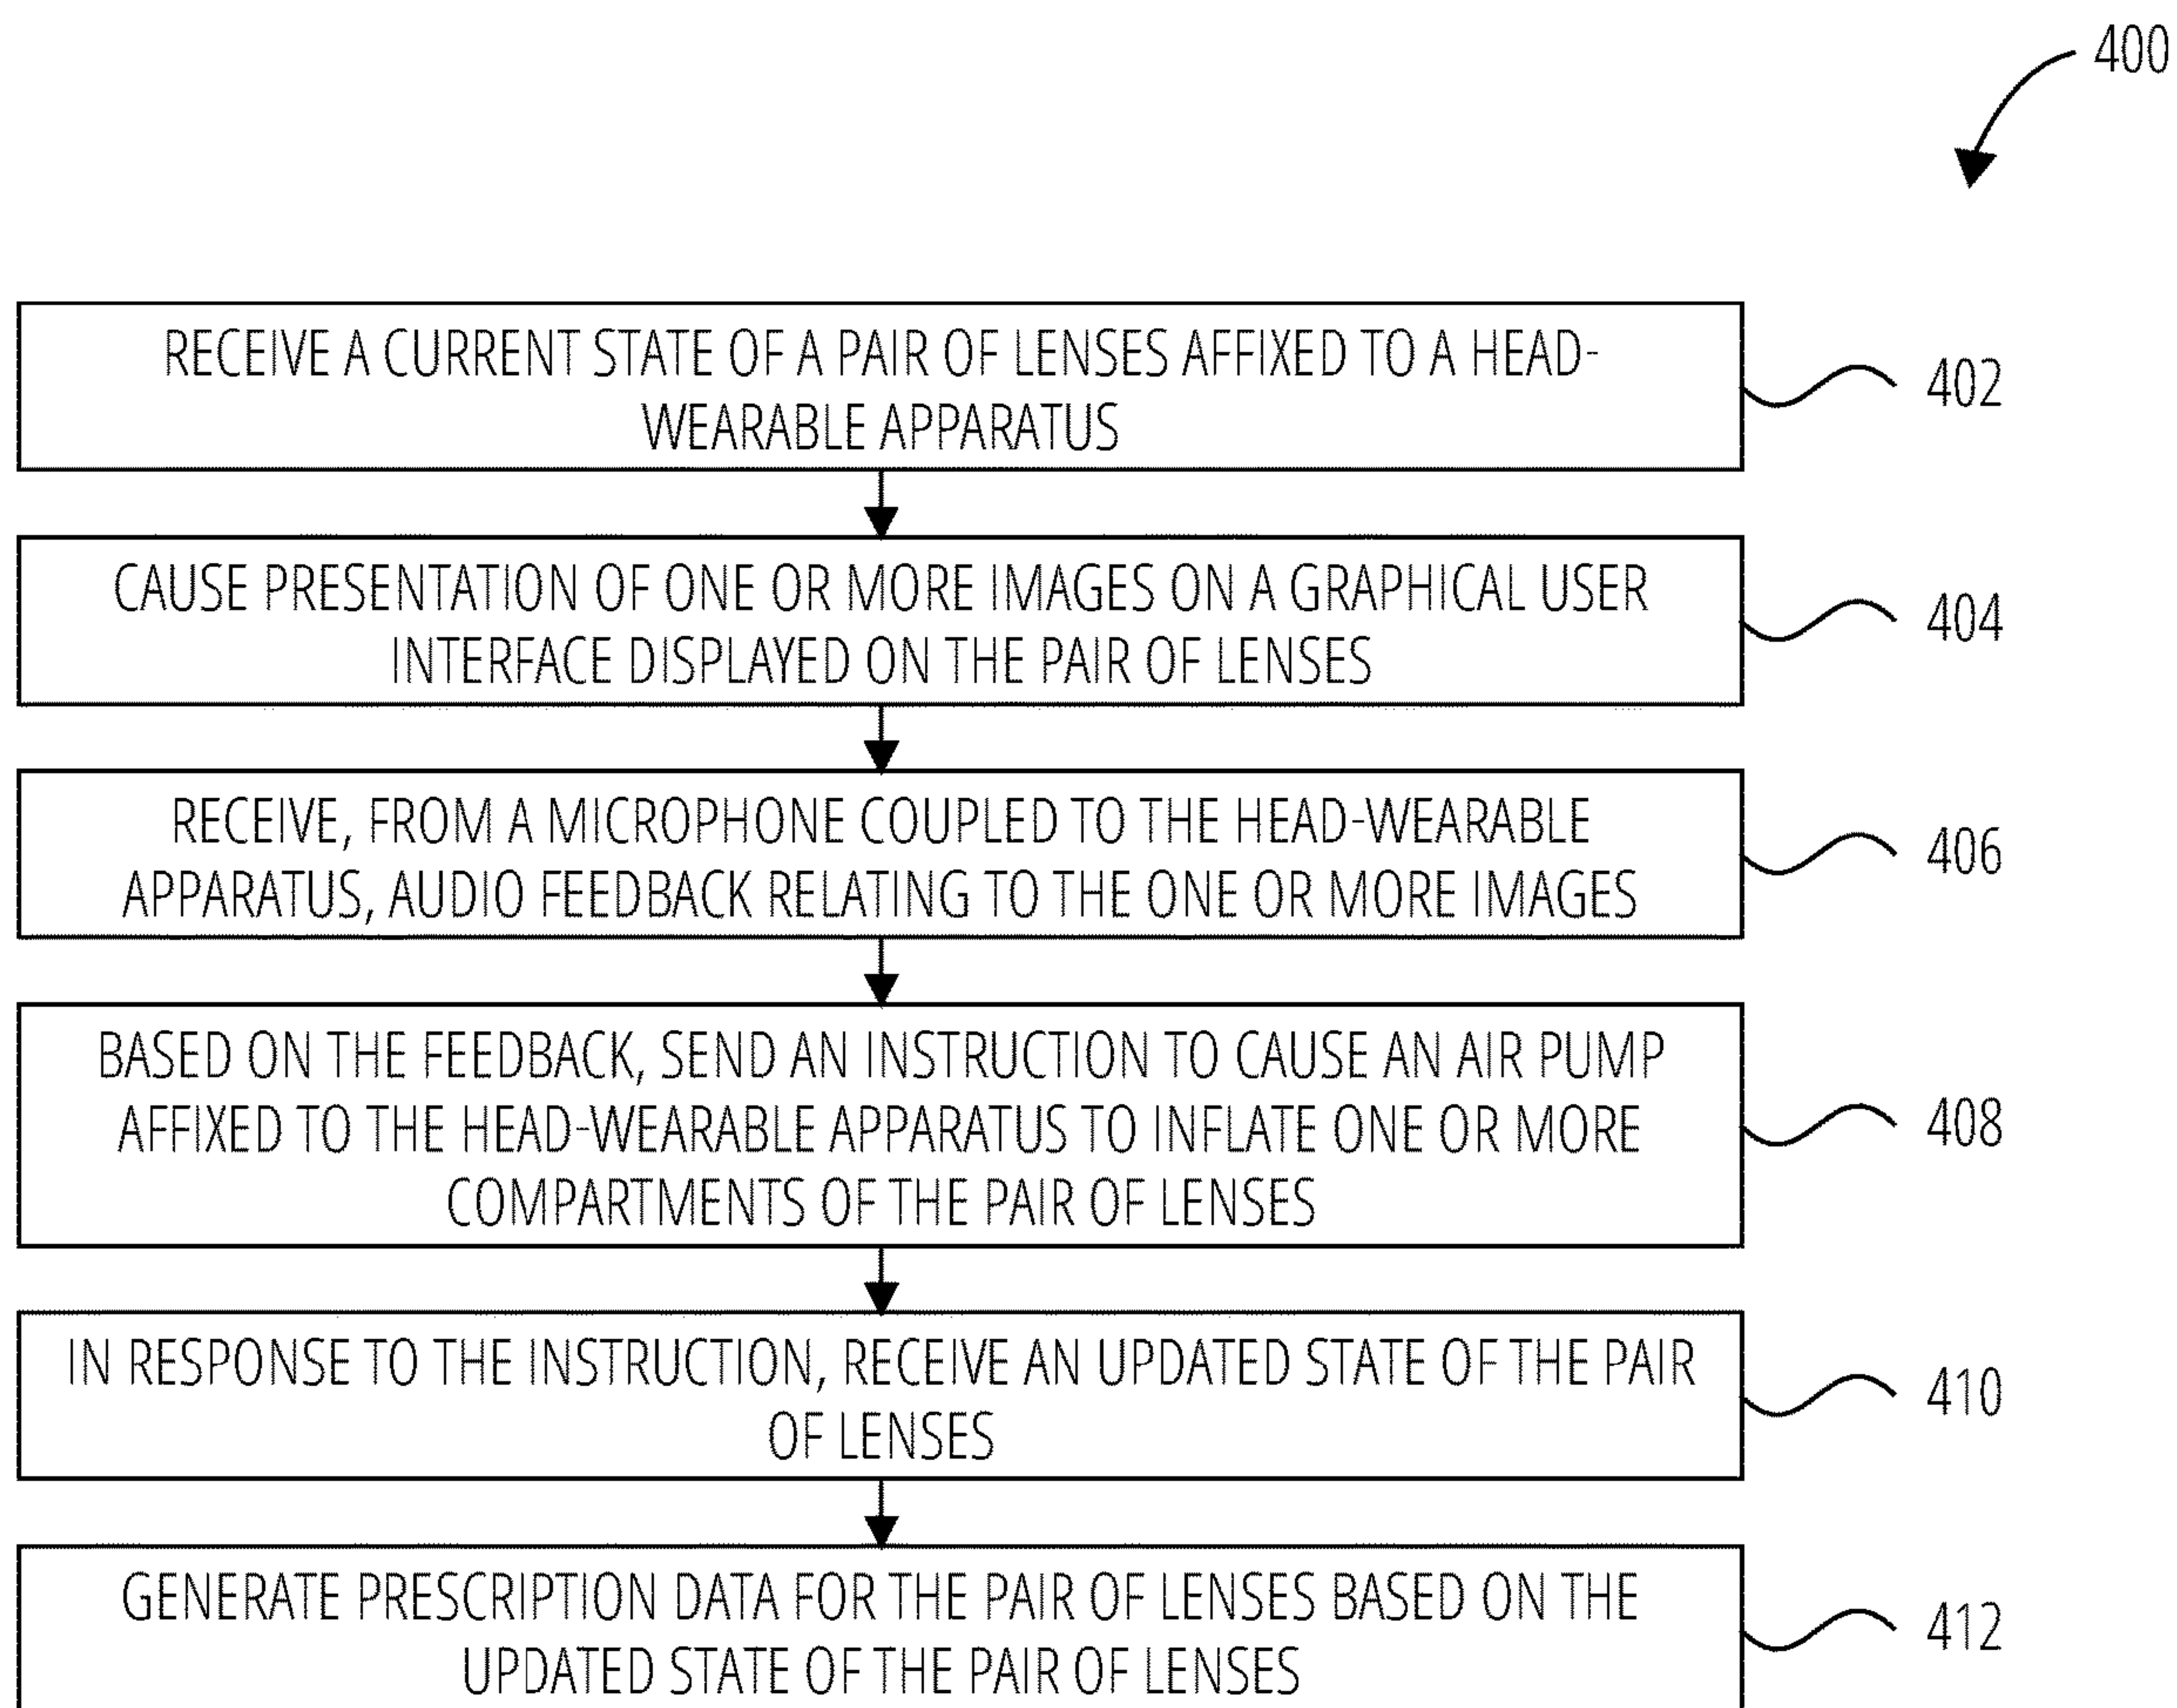 400
RECEIVE A CURRENT STATE OF A PAIR OF LENSES AFFIXED TO A HEAD-
WEARABLE APPARATUS
402
CAUSE PRESENTATION OF ONE OR MORE IMAGES ON A GRAPHICAL USER
INTERFACE DISPLAYED ON THE PAIR OF LENSES
404
RECEIVE, FROM A MICROPHONE COUPLED TO THE HEAD-WEARABLE
APPARATUS, AUDIO FEEDBACK RELATING TO THE ONE OR MORE IMAGES
406
BASED ON THE FEEDBACK, SEND AN INSTRUCTION TO CAUSE AN AIR PUMP
AFFIXED TO THE HEAD-WEARABLE APPARATUS TO INFLATE ONE OR MORE
COMPARTMENTS OF THE PAIR OF LENSES
408
IN RESPONSE TO THE INSTRUCTION, RECEIVE AN UPDATED STATE OF THE PAIR
OF LENSES
410
GENERATE PRESCRIPTION DATA FOR THE PAIR OF LENSES BASED ON THE
UPDATED STATE OF THE PAIR OF LENSES
412